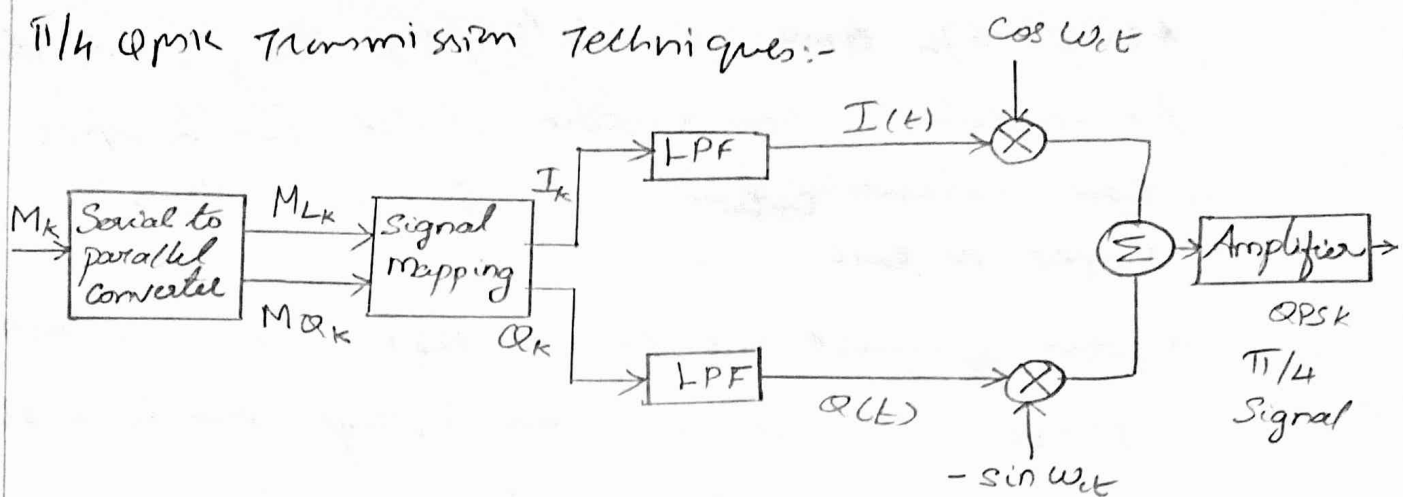 π/4 QPSK Transmission Techniques:-
cos ωct
I(t)
LPF
Ik
Mk
Serial to
parallel
converter
MLk
MQk
Signal
Mapping
Qk
LPF
Q(t)
Σ
Amplifier
QPSK
π/4
Signal
- sin ωct